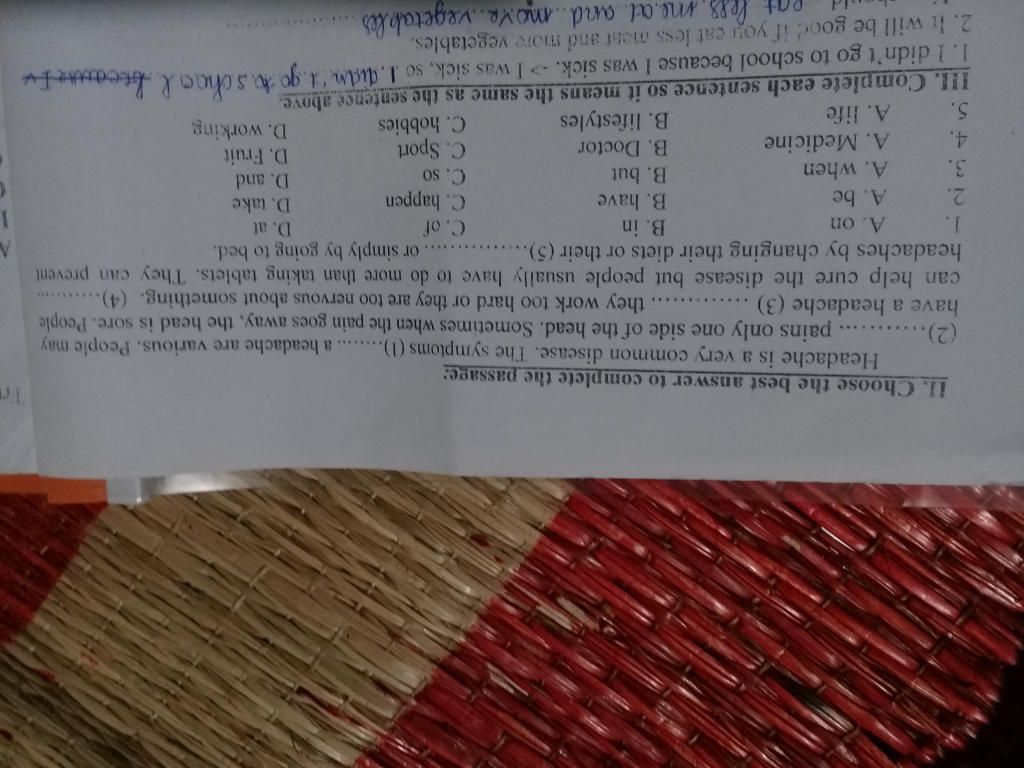 II. Choose the best answer to complete the passage:
Headache is a very common disease. The symptoms (1)........ a headache are various. People may
(2)........... pains only one side of the head. Sometimes when the pain goes away, the head is sore. People
have a headache (3) ............. they work too hard or they are too nervous about something. (4)..........
can help cure the disease but people usually have to do more than taking tablets. They can prevent
headaches by changing their diets or their (5)................ or simply by going to bed.
1. A. on B. in C. of D. at
2. A. be B. have C. happen D. take
3. A. when B. but C. so D. and
4. A. Medicine B. Doctor C. Sport D. Fruit
5. A. life B. lifestyles C. hobbies D. working
III. Complete each sentence so it means the same as the sentence above.
1. I didn't go to school because I was sick. -> I was sick, so I didn't go to school because I
2. It will be good if you eat less meat and more vegetables.
should eat less meat and more vegetables